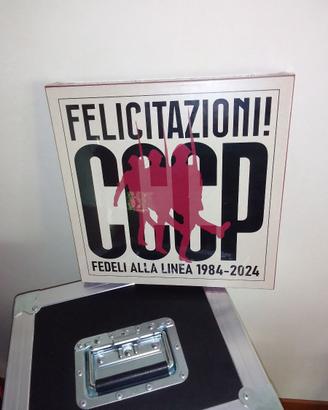 FELICITAZIONI!
CCCP
FEDELI ALLA LINEA 1984-2024